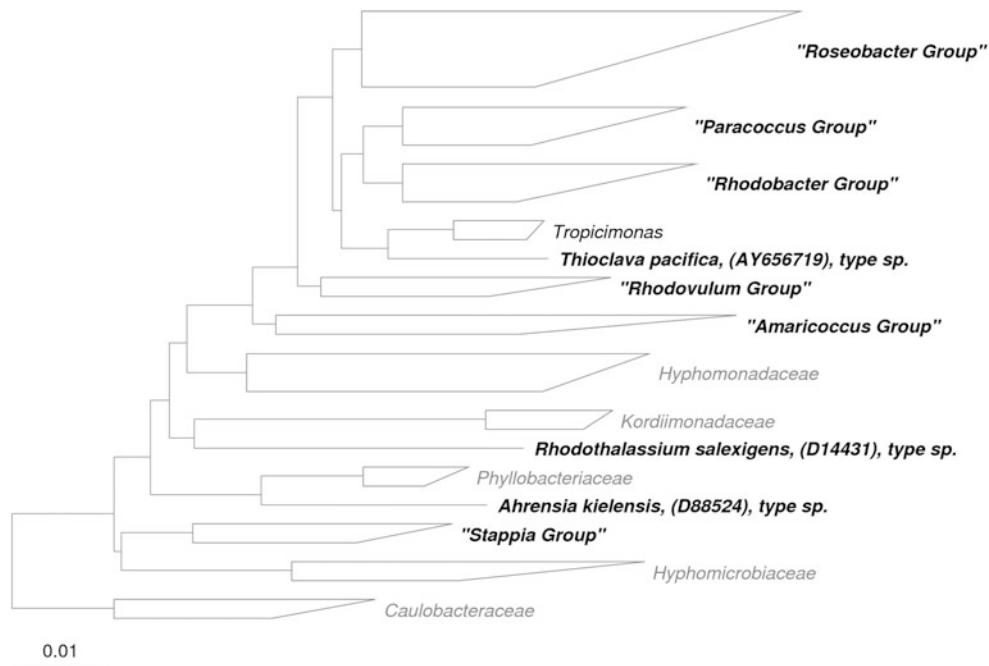 "Roseobacter Group"
"Paracoccus Group"
"Rhodobacter Group"
Tropicimonas
Thioclava pacifica, (AY656719), type sp.
"Rhodovulum Group"
"Amaricoccus Group"
Hyphomonadaceae
Kordiimonadaceae
Rhodothalassium salexigens, (D14431), type sp.
Phyllobacteriaceae
Ahrensia kielensis, (D88524), type sp.
"Stappia Group"
Hyphomicrobiaceae
Caulobacteraceae
0.01